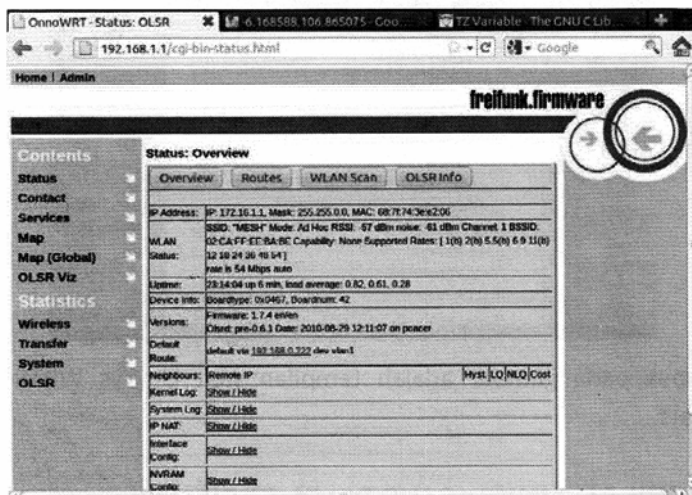 OnnoWRT - Status: OLSR
-6.168588,106.865075 - Goo...
TZ Variable - The GNU C Lib...
192.168.1.1/cgi-bin-status.html
Google
Home | Admin
freifunk.firmware
Contents
Status
Contact
Services
Map
Map (Global)
OLSR Viz
Statistics
Wireless
Transfer
System
OLSR
Status: Overview
Overview
Routes
WLAN Scan
OLSR Info
IP Address: IP: 172.16.1.1, Mask: 255.255.0.0, MAC: 68:7f:74:3e:e2:06
WLAN Status: SSID: "MESH" Mode: Ad Hoc RSSI: -57 dBm noise: -61 dBm Channel: 1 BSSID:
02:CA:FF:EE:BA:BE Capability: None Supported Rates: [ 1(b) 2(b) 5.5(b) 6 9 11(b)
12 18 24 36 48 54 ]
rate is 54 Mbps auto
Uptime: 23:14:04 up 6 min, load average: 0.82, 0.61, 0.28
Device Info: Boardtype: 0x0467, Boardnum: 42
Versions: Firmware: 1.7.4 en/en
Olsrd: pre-0.6.1 Date: 2010-08-29 12:11:07 on
Default Route: default via 192.168.0.222 dev vlan1
Neighbours: Remote IP Hyst. LQ NLQ Cost
Kernel Log: Show / Hide
System Log: Show / Hide
IP NAT: Show / Hide
Interface Config: Show / Hide
NVRAM Config: Show / Hide